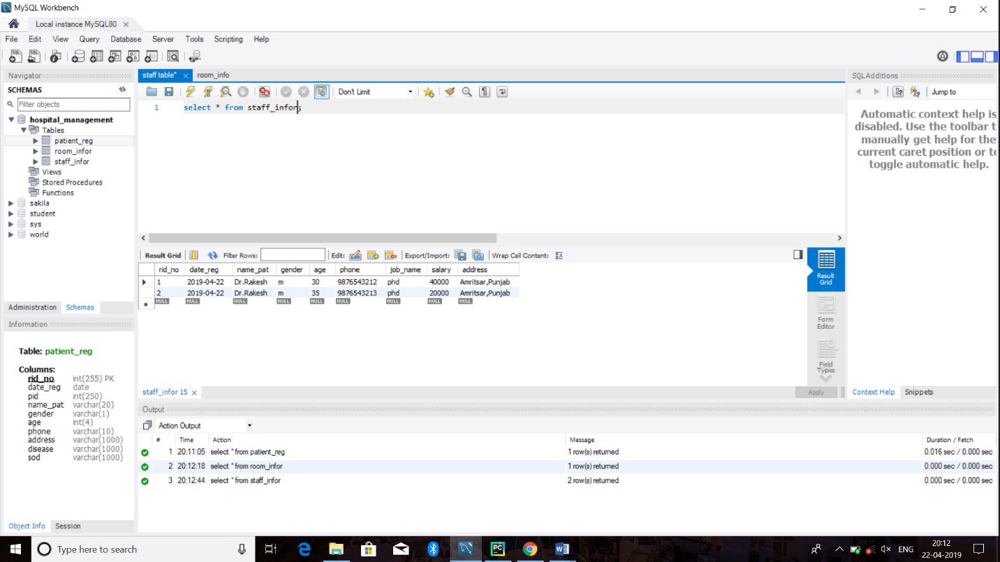 MySQL Workbench
Local instance MySQL80
File Edit View Query Database Server Tools Scripting Help
Navigator
SCHEMAS
Filter objects
hospital_management
Tables
patient_reg
room_infor
staff_infor
Views
Stored Procedures
Functions
sakila
student
sys
world
Administration Schemas
Information
Table: patient_reg
Columns:
rid_no int(255) PK
date_reg date
pid int(250)
name_pat varchar(20)
gender varchar(1)
age int(4)
phone varchar(10)
address varchar(1000)
disease varchar(1000)
sod varchar(1000)
Object Info Session
staff table* room_info
Don't Limit
1 select * from staff_infor;
Result Grid Filter Rows: Edit: Export/Import: Wrap Cell Content:
rid_no date_reg name_pat gender age phone job_name salary address
1 2019-04-22 Dr.Rakesh m 30 9876543212 phd 40000 Amritsar,Punjab
2 2019-04-22 Dr.Rakesh m 35 9876543213 phd 20000 Amritsar,Punjab
NULL NULL NULL NULL NULL NULL NULL NULL NULL
Result
Grid
Form
Editor
Field
Types
staff_infor 15
Apply
SQLAdditions
Jump to
Automatic context help is
disabled. Use the toolbar t
manually get help for the
current caret position or to
toggle automatic help.
Context Help Snippets
Output
Action Output
# Time Action Message Duration / Fetch
1 20:11:05 select * from patient_reg 1 row(s) returned 0.016 sec / 0.000 sec
2 20:12:18 select * from room_infor 1 row(s) returned 0.000 sec / 0.000 sec
3 20:12:44 select * from staff_infor 2 row(s) returned 0.000 sec / 0.000 sec
Type here to search
PC
ENG
20:12
22-04-2019